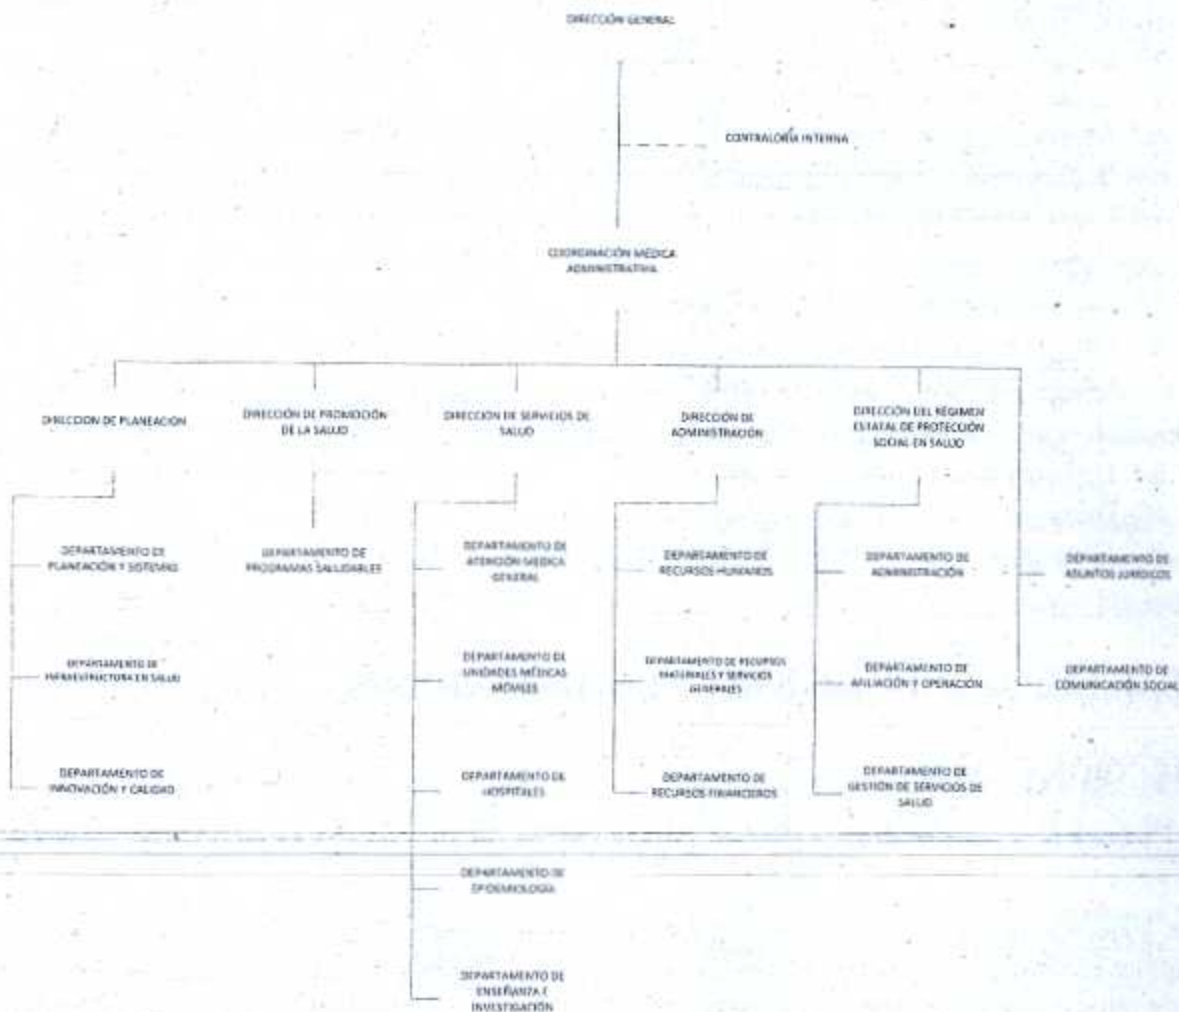 DIRECCIÓN GENERAL
CONTRALORÍA INTERNA
COORDINACIÓN MÉDICA
ADMINISTRATIVA
DIRECCIÓN DE PLANEACIÓN
DIRECCIÓN DE PROMOCIÓN
DE LA SALUD
DIRECCIÓN DE SERVICIOS DE
SALUD
DIRECCIÓN DE
ADMINISTRACIÓN
DIRECCIÓN DEL RÉGIMEN
ESTATAL DE PROTECCIÓN
SOCIAL EN SALUD
DEPARTAMENTO DE
PLANEACIÓN Y SISTEMAS
DEPARTAMENTO DE
PROGRAMAS SALUDABLES
DEPARTAMENTO DE
ATENCIÓN MEDICA
GENERAL
DEPARTAMENTO DE
RECURSOS HUMANOS
DEPARTAMENTO DE
ADMINISTRACIÓN
DEPARTAMENTO DE
ASUNTOS JURÍDICOS
DEPARTAMENTO DE
INFRAESTRUCTURA EN SALUD
DEPARTAMENTO DE
UNIDADES MÉDICAS
MÓVILES
DEPARTAMENTO DE RECURSOS
MATERIALES Y SERVICIOS
GENERALES
DEPARTAMENTO DE
AFILIACIÓN Y OPERACIÓN
DEPARTAMENTO DE
COMUNICACIÓN SOCIAL
DEPARTAMENTO DE
INNOVACIÓN Y CALIDAD
DEPARTAMENTO DE
HOSPITALES
DEPARTAMENTO DE
RECURSOS FINANCIEROS
DEPARTAMENTO DE
GESTIÓN DE SERVICIOS DE
SALUD
DEPARTAMENTO DE
EPIDEMIOLOGÍA
DEPARTAMENTO DE
ENSEÑANZA E
INVESTIGACIÓN